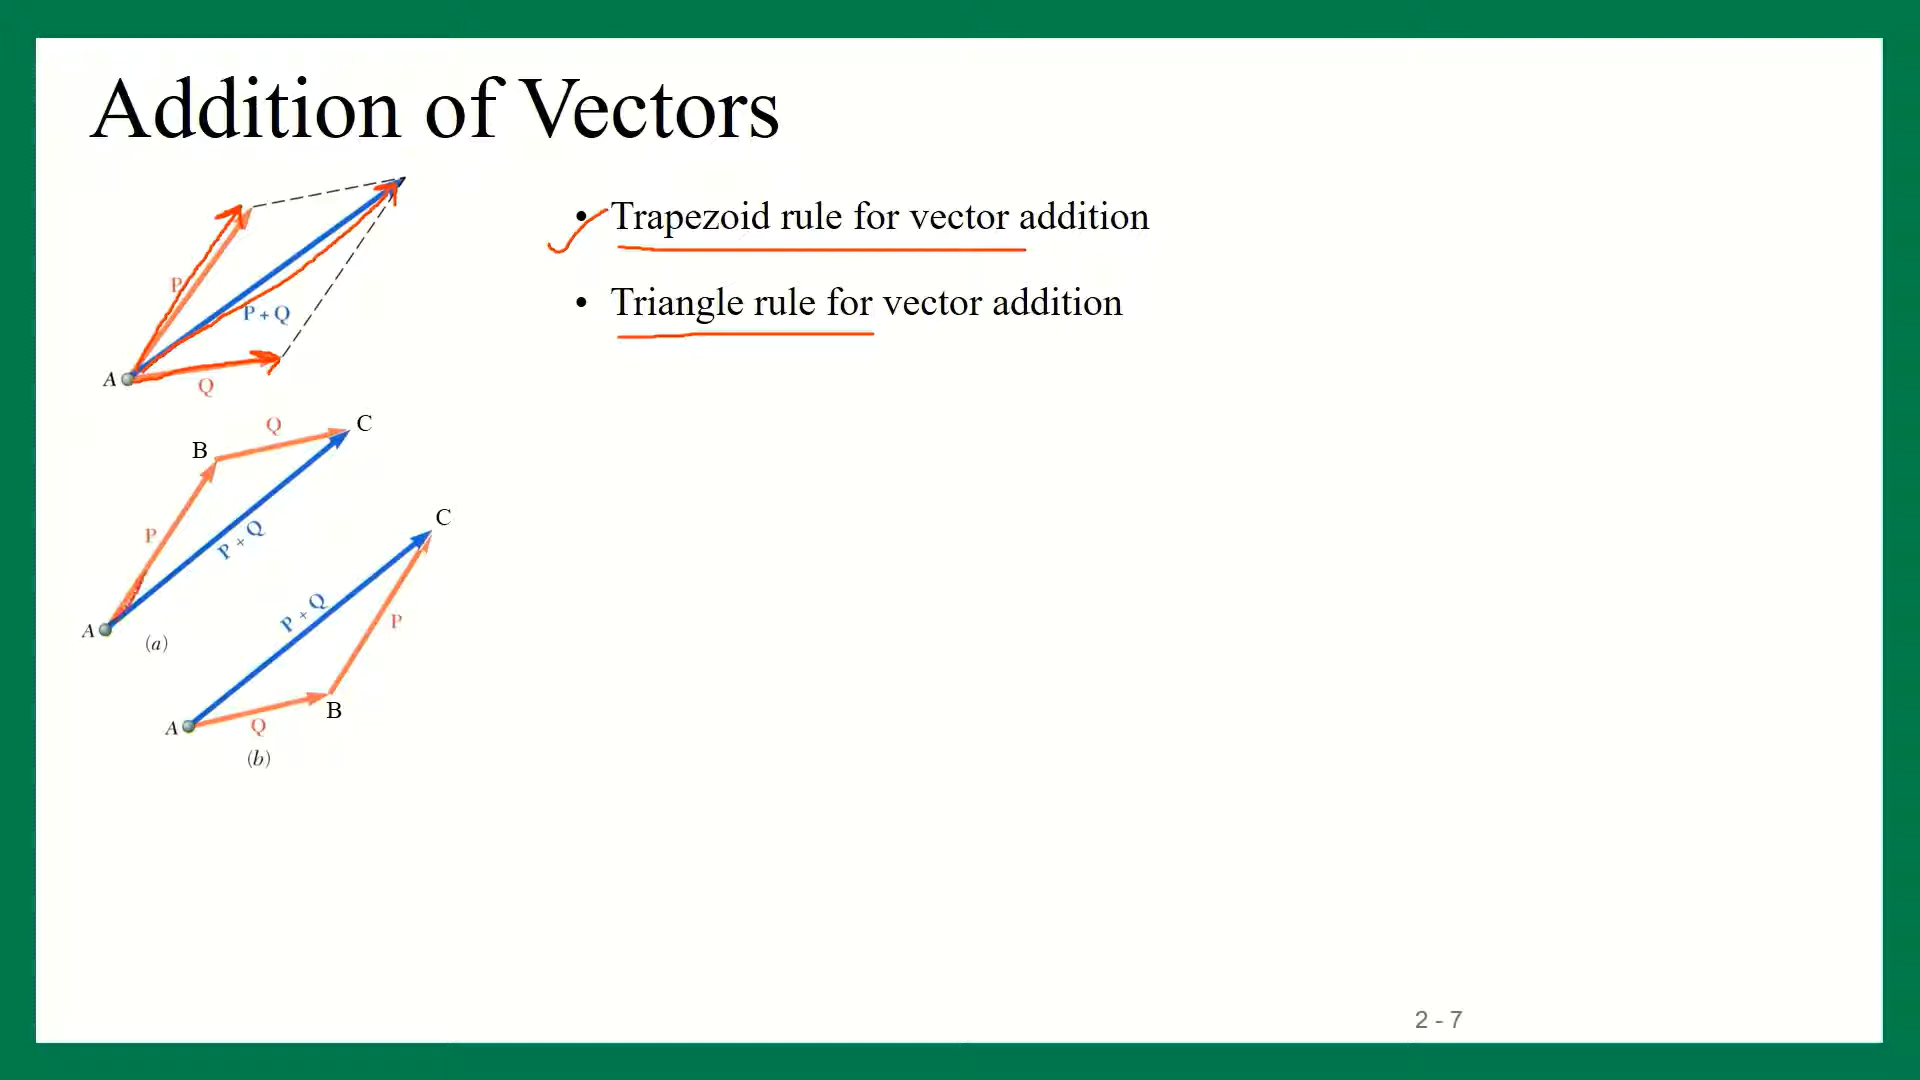 Addition of Vectors
• Trapezoid rule for vector addition
• Triangle rule for vector addition
P
P + Q
A
Q
Q
C
B
P
P + Q
A
(a)
C
P + Q
P
A
Q
B
(b)
2 - 7